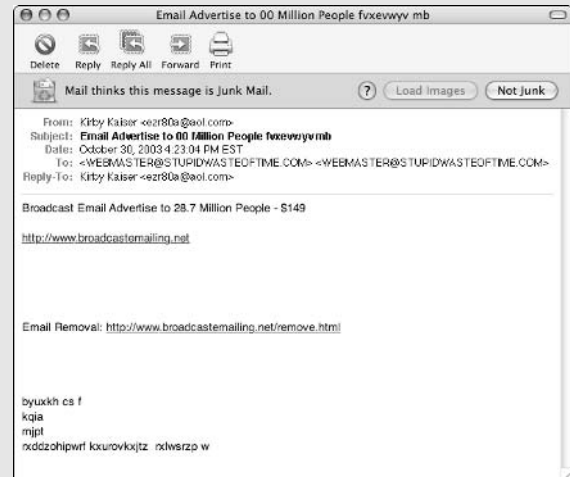 Email Advertise to 00 Million People fvxevwyv mb
Delete Reply Reply All Forward Print
Mail thinks this message is Junk Mail. ? Load Images Not Junk
From: Kirby Kaiser <ezr80a@aol.com>
Subject: Email Advertise to 00 Million People fvxevwyv mb
Date: October 30, 2003 4:23:04 PM EST
To: <WEBMASTER@STUPIDWASTEOFTIME.COM> <WEBMASTER@STUPIDWASTEOFTIME.COM>
Reply-To: Kirby Kaiser <ezr80a@aol.com>
Broadcast Email Advertise to 28.7 Million People - $149
http://www.broadcastemailing.net
Email Removal: http://www.broadcastemailing.net/remove.html
byuxkh cs f
kqia
mjpt
rxddzohipwrf kxurovkxjtz rxlwsrzp w